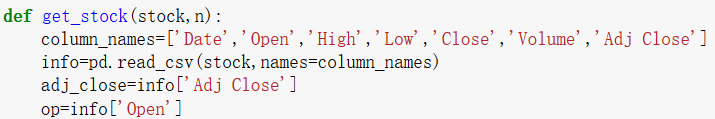 def get_stock(stock,n):
    column_names=['Date','Open','High','Low','Close','Volume','Adj Close']
    info=pd.read_csv(stock,names=column_names)
    adj_close=info['Adj Close']
    op=info['Open']